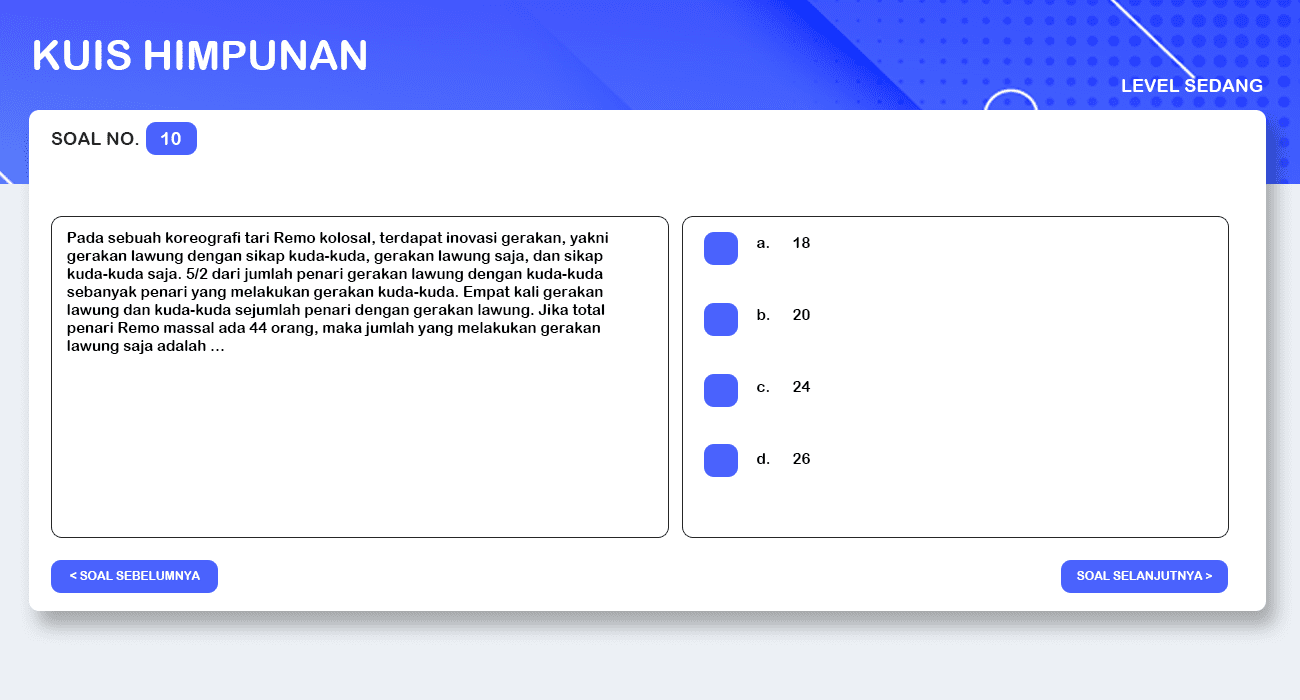 KUIS HIMPUNAN
LEVEL SEDANG
SOAL NO. 10
Pada sebuah koreografi tari Remo kolosal, terdapat inovasi gerakan, yakni
gerakan lawung dengan sikap kuda-kuda, gerakan lawung saja, dan sikap
kuda-kuda saja. 5/2 dari jumlah penari gerakan lawung dengan kuda-kuda
sebanyak penari yang melakukan gerakan kuda-kuda. Empat kali gerakan
lawung dan kuda-kuda sejumlah penari dengan gerakan lawung. Jika total
penari Remo massal ada 44 orang, maka jumlah yang melakukan gerakan
lawung saja adalah ...
a. 18
b. 20
c. 24
d. 26
< SOAL SEBELUMNYA
SOAL SELANJUTNYA >